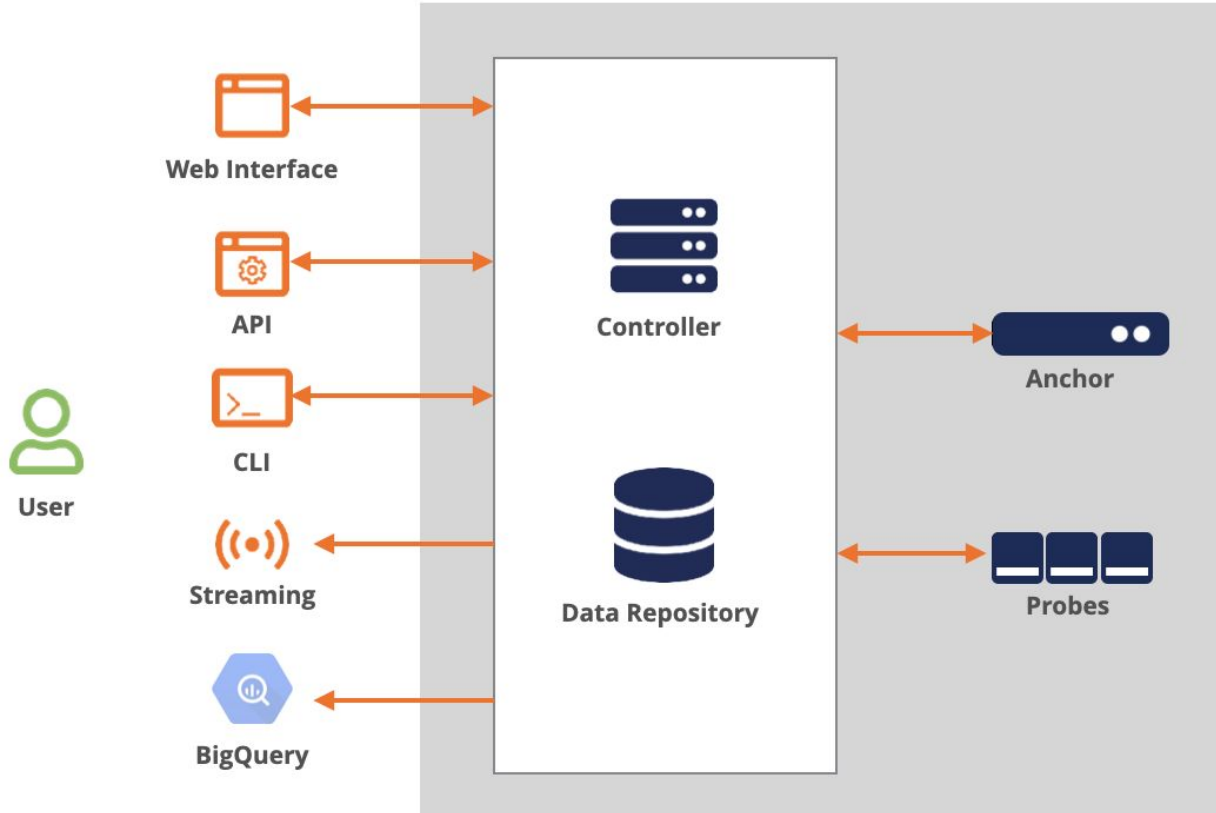 Web Interface
API
CLI
User
Streaming
BigQuery
Controller
Data Repository
Anchor
Probes